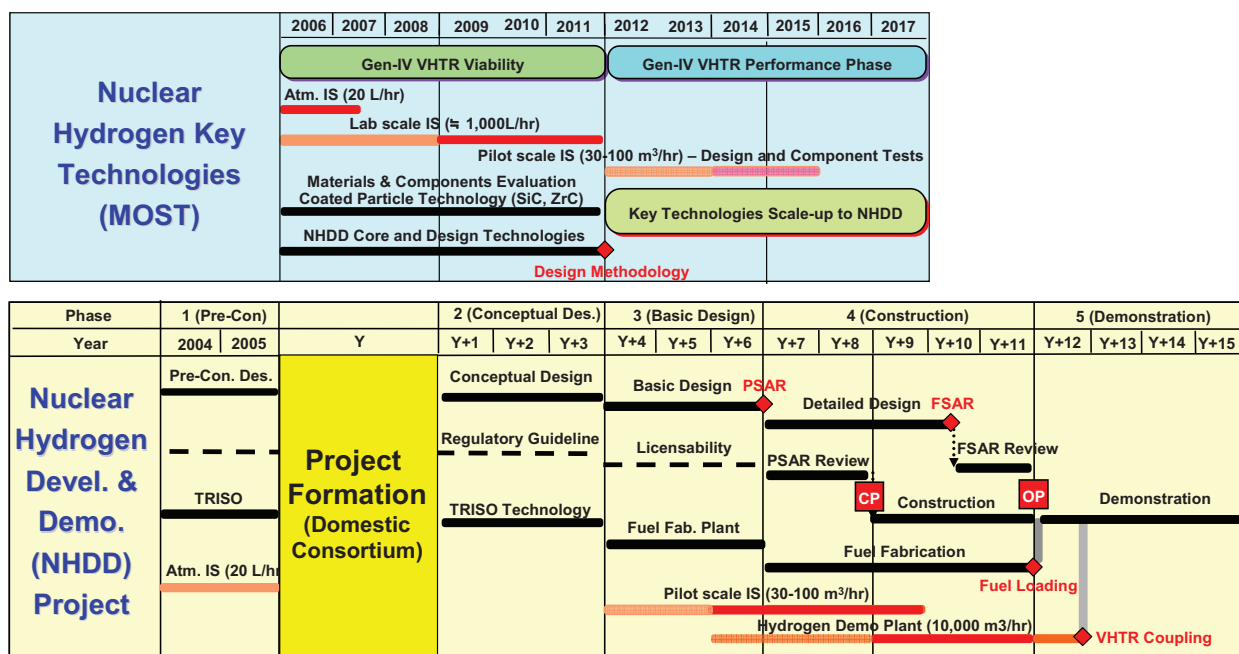 2006 2007 2008 2009 2010 2011 2012 2013 2014 2015 2016 2017
Nuclear
Hydrogen Key
Technologies
(MOST)
Gen-IV VHTR Viability
Gen-IV VHTR Performance Phase
Atm. IS (20 L/hr)
Lab scale IS (≒ 1,000L/hr)
Pilot scale IS (30-100 m³/hr) – Design and Component Tests
Materials & Components Evaluation
Coated Particle Technology (SiC, ZrC)
Key Technologies Scale-up to NHDD
NHDD Core and Design Technologies
Design Methodology
Phase 1 (Pre-Con) 2 (Conceptual Des.) 3 (Basic Design) 4 (Construction) 5 (Demonstration)
Year 2004 2005 Y Y+1 Y+2 Y+3 Y+4 Y+5 Y+6 Y+7 Y+8 Y+9 Y+10 Y+11 Y+12 Y+13 Y+14 Y+15
Nuclear
Hydrogen
Devel. &
Demo.
(NHDD)
Project
Pre-Con. Des.
TRISO
Atm. IS (20 L/hr
Project
Formation
(Domestic
Consortium)
Conceptual Design
Regulatory Guideline
TRISO Technology
Basic Design
PSAR
Licensability
Fuel Fab. Plant
Detailed Design
FSAR
FSAR Review
PSAR Review
CP
OP
Construction
Demonstration
Fuel Fabrication
Fuel Loading
Pilot scale IS (30-100 m³/hr)
Hydrogen Demo Plant (10,000 m3/hr)
VHTR Coupling